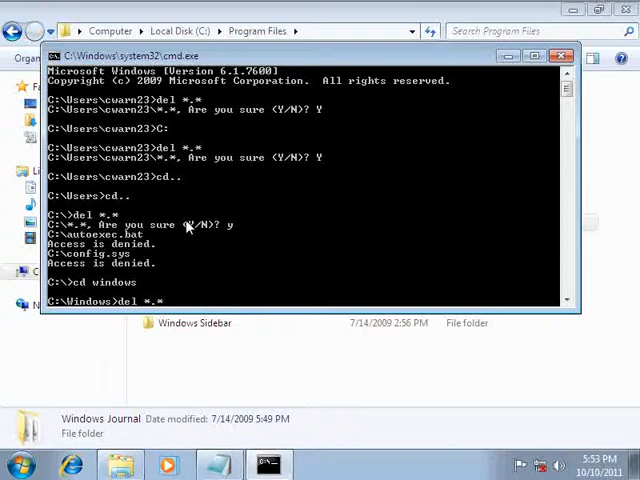 Computer
Local Disk (C:)
Program Files
Search Windows Sidebar
Organ
Fa
C:\Windows\system32\cmd.exe
Microsoft Windows [Version 6.1.7600]
Copyright (c) 2009 Microsoft Corporation. All rights reserved.
C:\Users\cwarn23>del *.*
C:\Users\cwarn23\*.*, Are you sure (Y/N)? Y
C:\Users\cwarn23>C:
C:\Users\cwarn23>del *.*
C:\Users\cwarn23\*.*, Are you sure (Y/N)? Y
C:\Users\cwarn23>cd..
C:\Users>cd..
C:\>del *.*
C:\*.*, Are you sure (Y/N)? y
C:\autoexec.bat
Access is denied.
C:\config.sys
Access is denied.
C:\>cd windows
C:\Windows>del *.*
Windows Sidebar
7/14/2009 2:56 PM
File folder
Windows Journal Date modified: 7/14/2009 5:49 PM
File folder
5:53 PM
10/10/2011